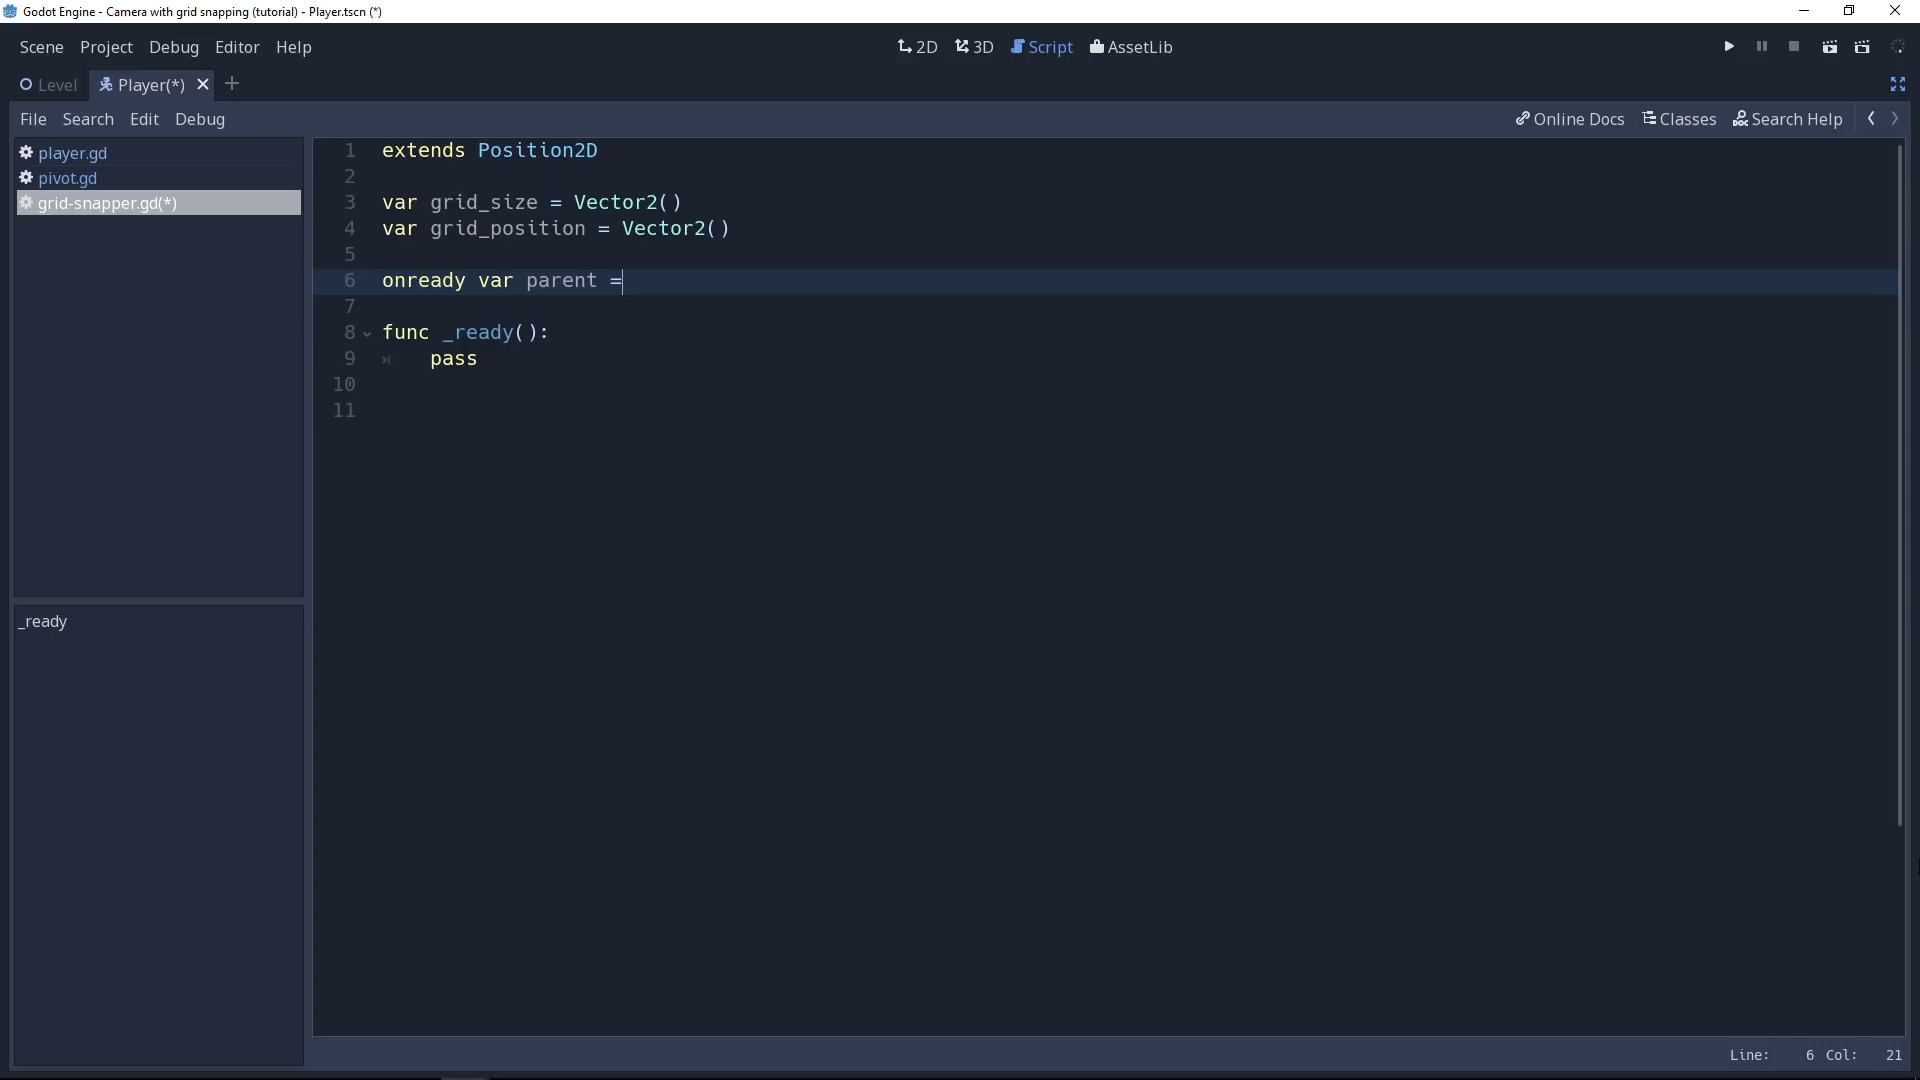 Godot Engine - Camera with grid snapping (tutorial) - Player.tscn (*)
Scene Project Debug Editor Help 2D 3D Script AssetLib
Level Player(*)
File Search Edit Debug Online Docs Classes Search Help
player.gd
pivot.gd
grid-snapper.gd(*)
_ready
1 extends Position2D
2
3 var grid_size = Vector2()
4 var grid_position = Vector2()
5
6 onready var parent =
7
8 func _ready():
9 pass
10
11
Line: 6 Col: 21